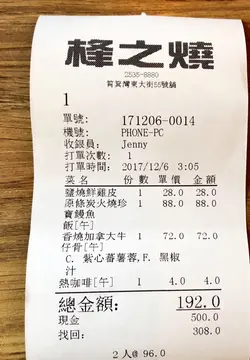 棒之燒
2535-8880
筲箕灣東大街55號舖
1
單號: 171206-0014
機號: PHONE-PC
收銀員: Jenny
打單次數: 1
打單時間: 2017/12/6 3:05
菜名 份數 單價 金額
鹽燒鮮雞皮 1 28.0 28.0
原條炭火燒珍 1 88.0 88.0
寶鰻魚
飯[午]
香燒加拿大牛 1 72.0 72.0
仔骨[午]
C. 紫心蕃薯蓉,F. 黑椒
汁
熱咖啡[午] 1 4.0 4.0
總金額: 192.0
現金 500.0
找回: 308.0
2人@ 96.0